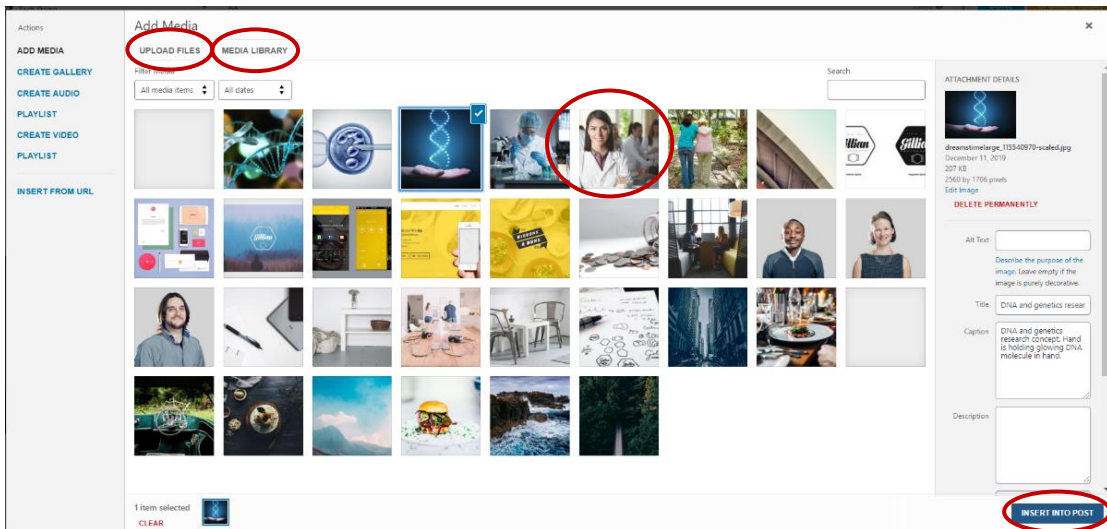 Actions
ADD MEDIA
CREATE GALLERY
CREATE AUDIO
PLAYLIST
CREATE VIDEO
PLAYLIST
INSERT FROM URL
Add Media
UPLOAD FILES
MEDIA LIBRARY
Filter Media
All media items
All dates
Search
Gillian
1 item selected
CLEAR
ATTACHMENT DETAILS
dreamstimelarge_115540970-scaled.jpg
December 11, 2019
207 KB
2560 by 1706 pixels
Edit Image
DELETE PERMANENTLY
Alt Text
Describe the purpose of the
image. Leave empty if the
image is purely decorative.
Title
DNA and genetics resear
Caption
DNA and genetics
research concept. Hand
is holding glowing DNA
molecule in hand.
Description
INSERT INTO POST